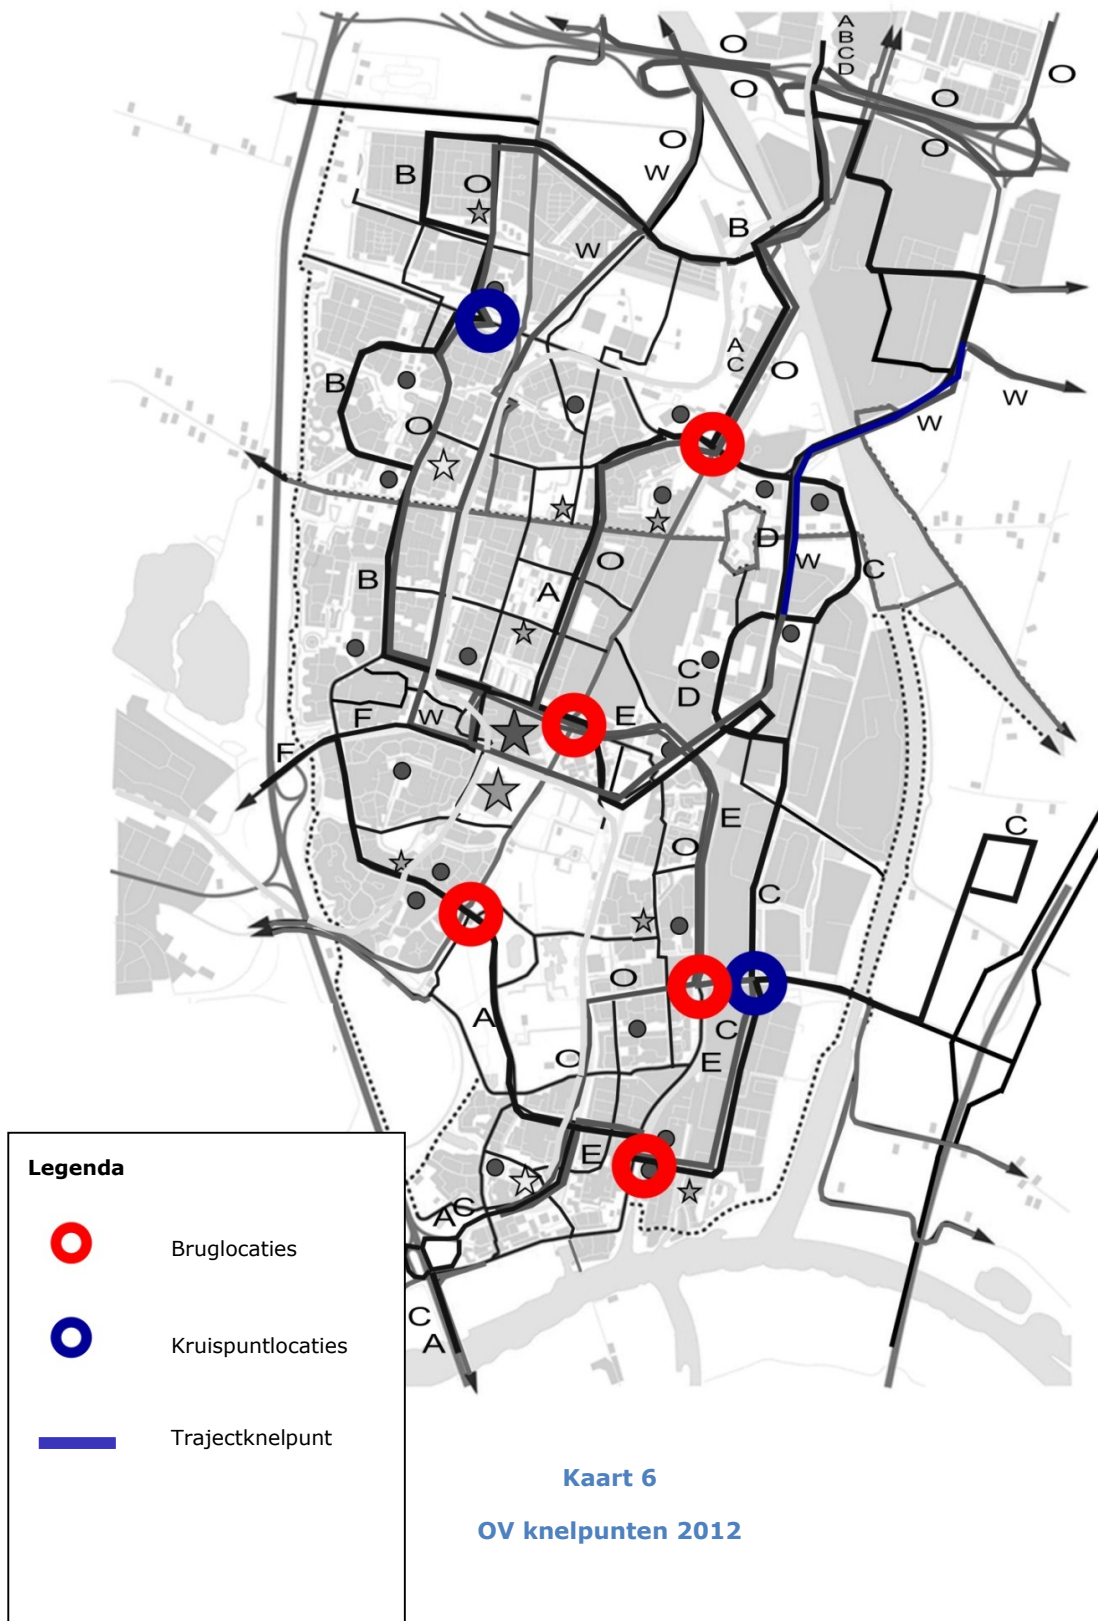 A
B
C
D
O
O
O
O
O
O
W
B
O
B
W
A
C
O
W
W
B
O
D
W
C
O
A
B
C
D
E
F
W
F
E
O
C
A
O
C
E
O
E
A
C
C
A
C
Legenda
Bruglocaties
Kruispuntlocaties
Trajectknelpunt
Kaart 6
OV knelpunten 2012